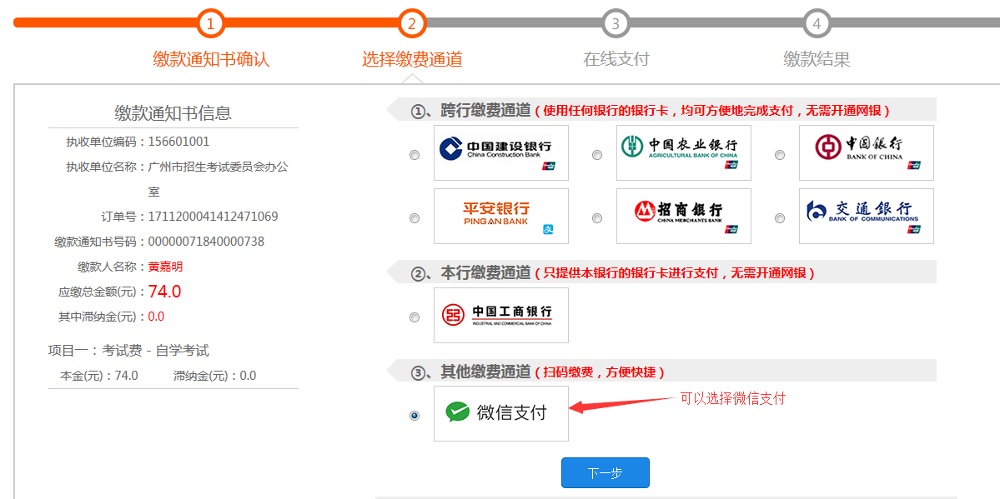 1
2
3
4
缴款通知书确认
选择缴费通道
在线支付
缴款结果
缴款通知书信息
执收单位编码：156601001
执收单位名称：广州市招生考试委员会办公
室
订单号：1711200041412471069
缴款通知书号码：00000071840000738
缴款人名称：黄嘉明
应缴总金额(元)：74.0
其中滞纳金(元)：0.0
项目一：考试费 - 自学考试
本金(元)：74.0 滞纳金(元)：0.0
①、跨行缴费通道（使用任何银行的银行卡，均可方便地完成支付，无需开通网银）
中国建设银行
China Construction Bank
中国农业银行
AGRICULTURAL BANK OF CHINA
中国银行
BANK OF CHINA
平安银行
PING AN BANK
支
招商银行
CHINA MERCHANTS BANK
交通銀行
BANK OF COMMUNICATIONS
②、本行缴费通道（只提供本银行的银行卡进行支付，无需开通网银）
中国工商银行
INDUSTRIAL AND COMMERCIAL BANK OF CHINA
③、其他缴费通道（扫码缴费，方便快捷）
微信支付
可以选择微信支付
下一步